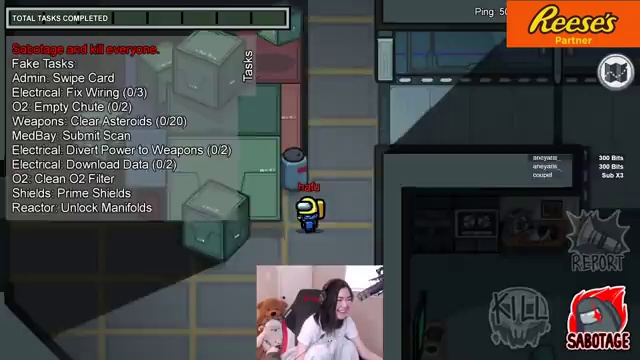 TOTAL TASKS COMPLETED
Ping: 50
Reese's
Partner
Sabotage and kill everyone.
Fake Tasks:
Admin: Swipe Card
Electrical: Fix Wiring (0/3)
O2: Empty Chute (0/2)
Weapons: Clear Asteroids (0/20)
MedBay: Submit Scan
Electrical: Divert Power to Weapons (0/2)
Electrical: Download Data (0/2)
O2: Clean O2 Filter
Shields: Prime Shields
Reactor: Unlock Manifolds
Tasks
300 Bits
aneyaris 300 Bits
coupel Sub X3
hafu
REPORT
KILL
SABOTAGE